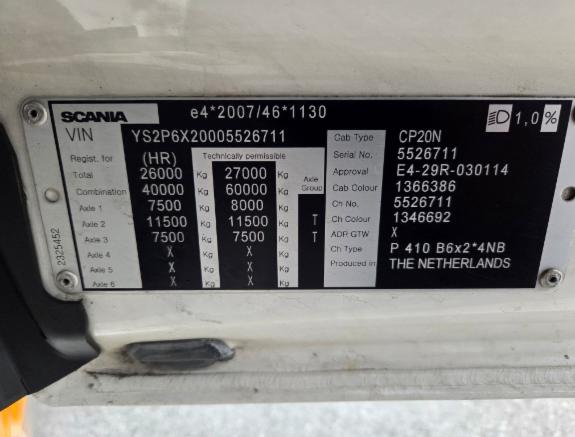 SCANIA e4*2007/46*1130 1,0%
VIN YS2P6X20005526711 Cab Type CP20N
Regist. for (HR) Technically permissible Serial No. 5526711
Total 26000 Kg 27000 Kg Axle Group Approval E4-29R-030114
Combination 40000 Kg 60000 Kg Cab Colour 1366386
Axle 1 7500 Kg 8000 Kg Ch No. 5526711
Axle 2 11500 Kg 11500 Kg T Ch Colour 1346692
Axle 3 7500 Kg 7500 Kg T ADR GTW X
Axle 4 X Kg X Kg Ch Type P 410 B6x2*4NB
Axle 5 X Kg X Kg Produced in THE NETHERLANDS
Axle 6 X Kg X Kg
2325452